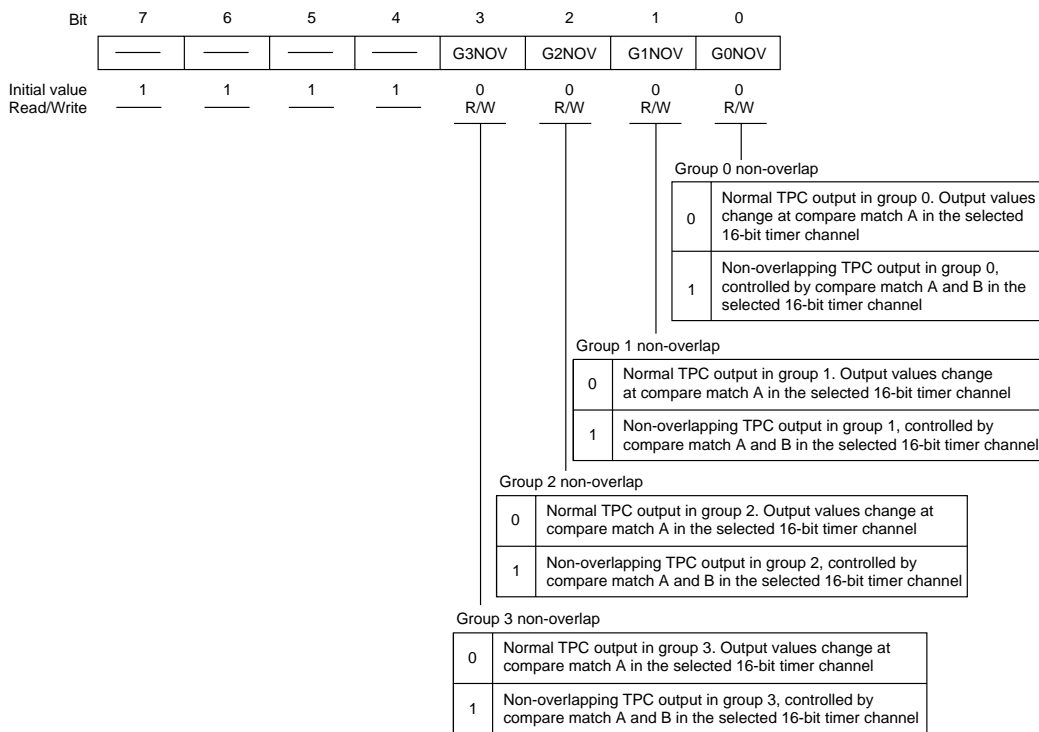 Bit 7 6 5 4 3 2 1 0
— — — — G3NOV G2NOV G1NOV G0NOV
Initial value 1 1 1 1 0 0 0 0
Read/Write — — — — R/W R/W R/W R/W
Group 0 non-overlap
0 Normal TPC output in group 0. Output values
change at compare match A in the selected
16-bit timer channel
1 Non-overlapping TPC output in group 0,
controlled by compare match A and B in the
selected 16-bit timer channel
Group 1 non-overlap
0 Normal TPC output in group 1. Output values change
at compare match A in the selected 16-bit timer channel
1 Non-overlapping TPC output in group 1, controlled by
compare match A and B in the selected 16-bit timer channel
Group 2 non-overlap
0 Normal TPC output in group 2. Output values change at
compare match A in the selected 16-bit timer channel
1 Non-overlapping TPC output in group 2, controlled by
compare match A and B in the selected 16-bit timer channel
Group 3 non-overlap
0 Normal TPC output in group 3. Output values change at
compare match A in the selected 16-bit timer channel
1 Non-overlapping TPC output in group 3, controlled by
compare match A and B in the selected 16-bit timer channel